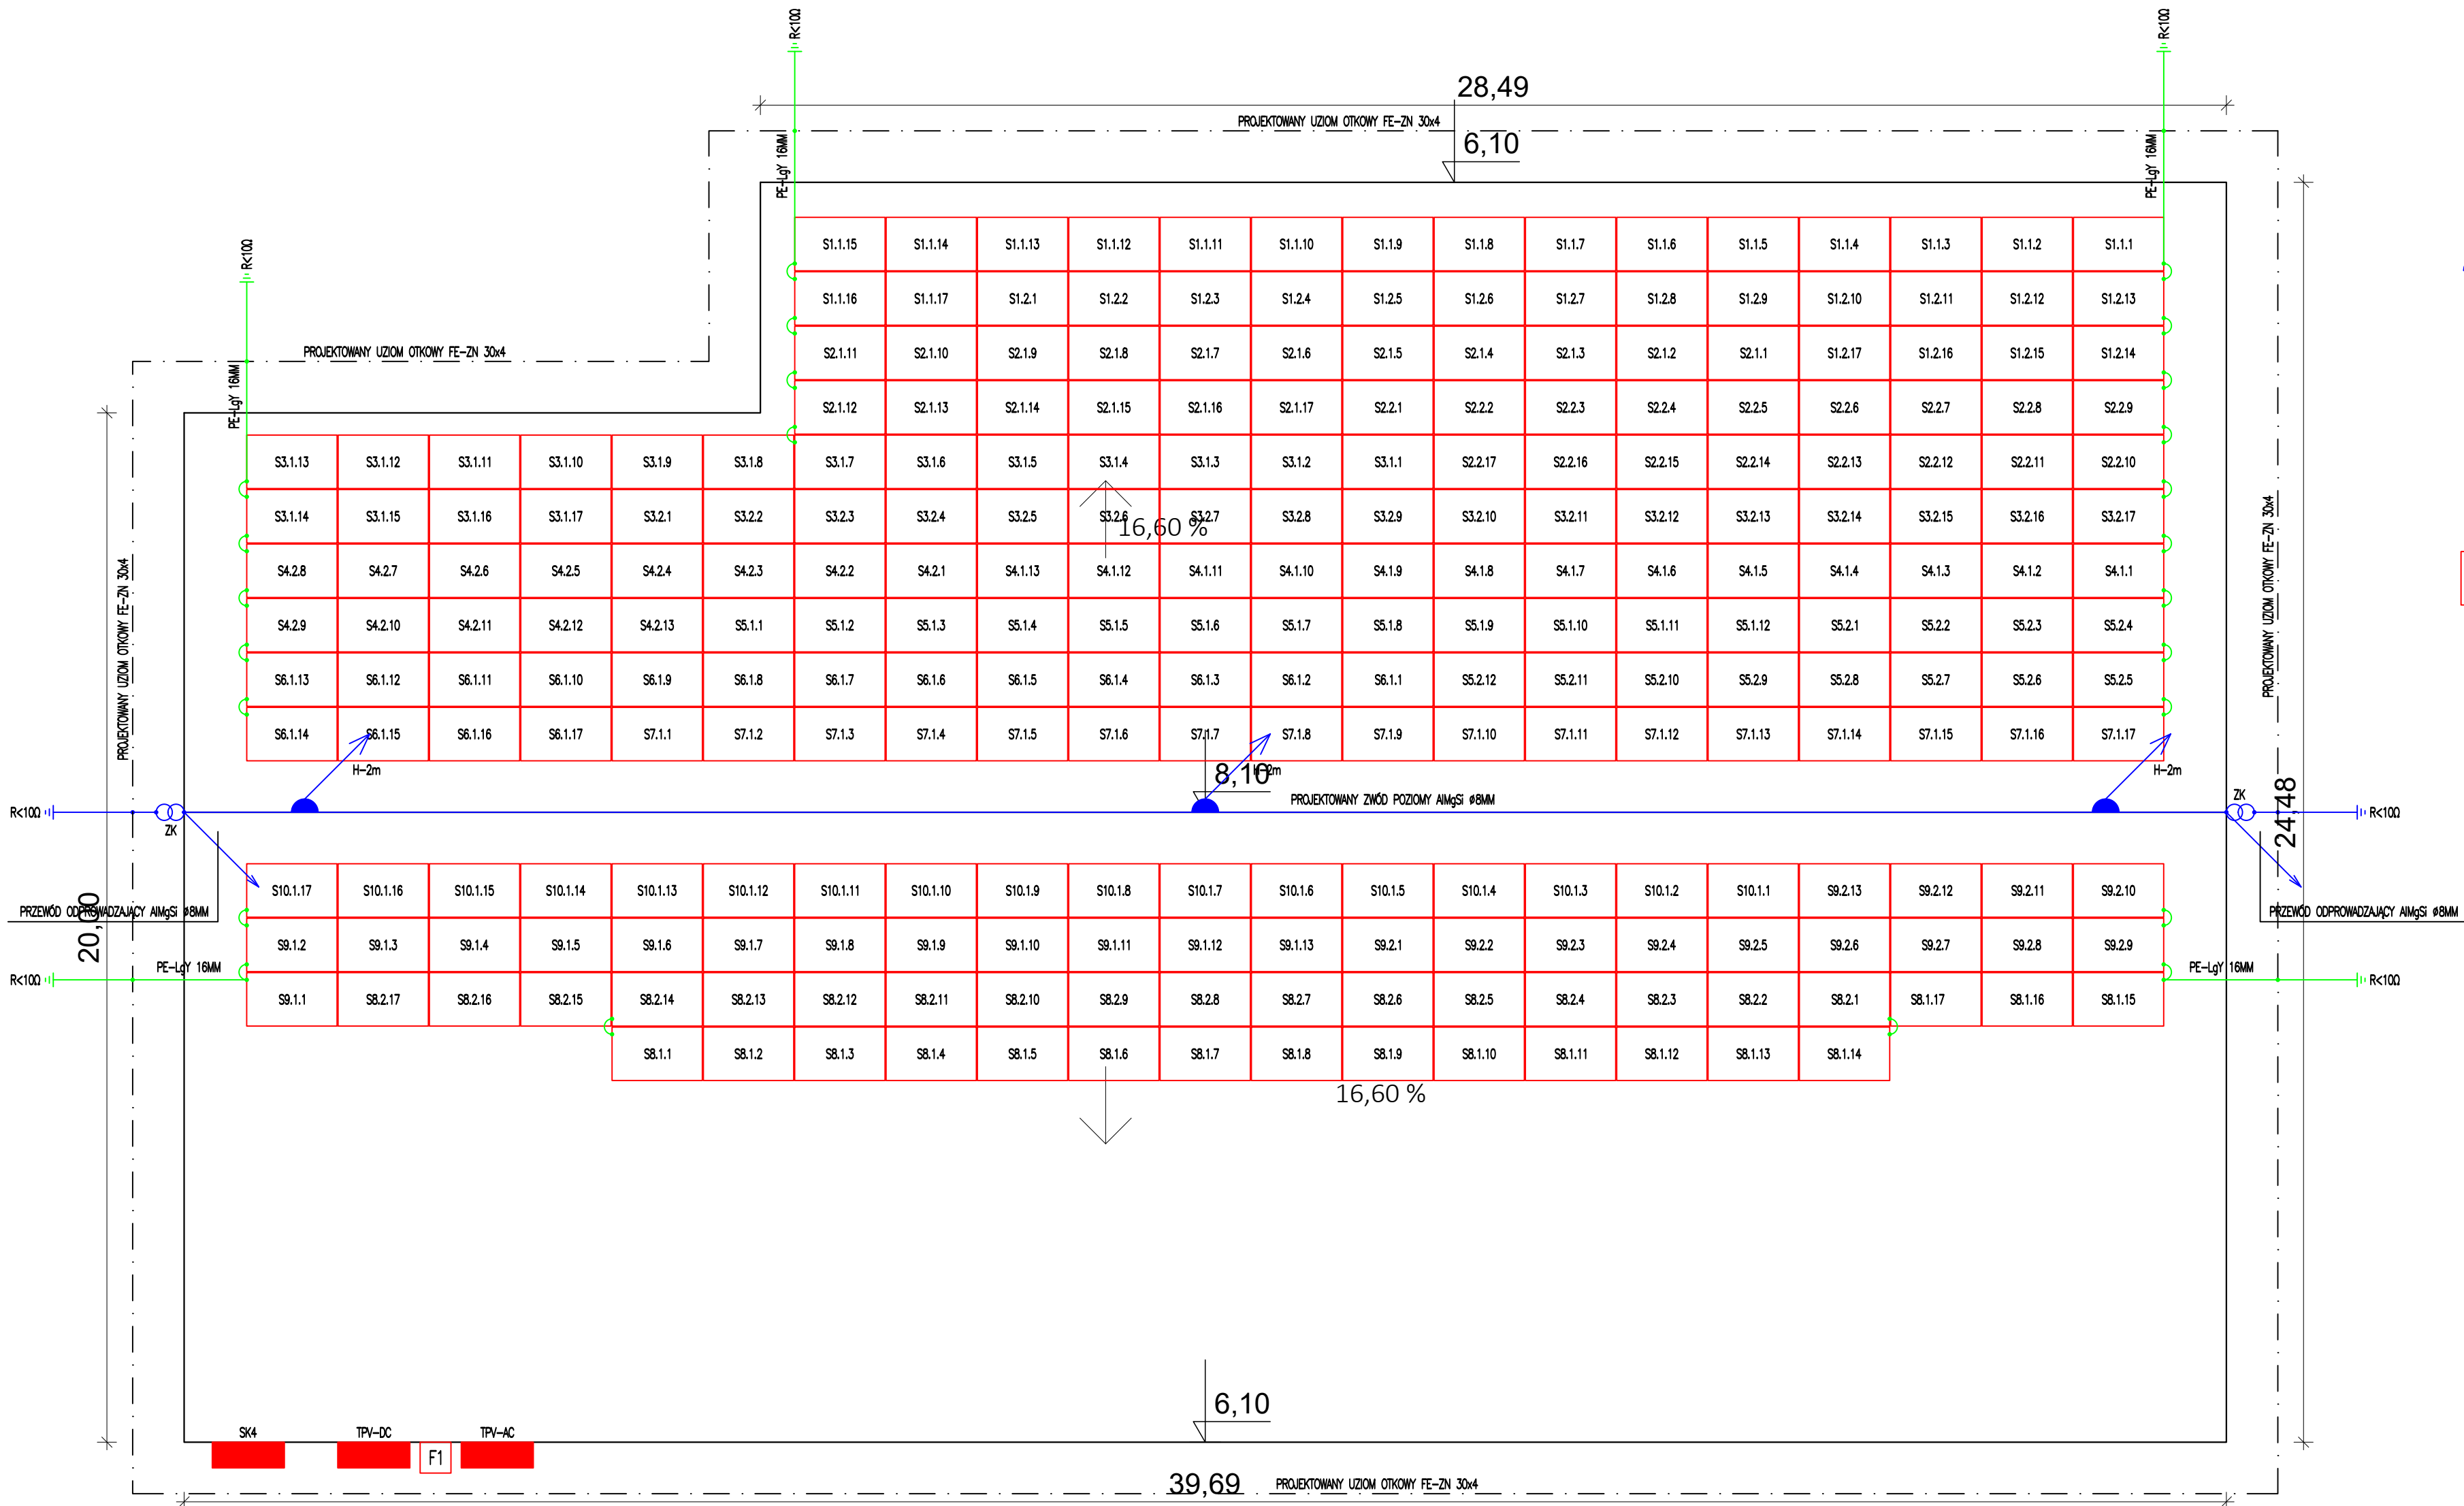 R<10Ω
R<10Ω
28,49
PROJEKTOWANY UZIOM OTKOWY FE-ZN 30x4
6,10
PE-LgY 16MM
PE-LgY 16MM
S1.1.15 S1.1.14 S1.1.13 S1.1.12 S1.1.11 S1.1.10 S1.1.9 S1.1.8 S1.1.7 S1.1.6 S1.1.5 S1.1.4 S1.1.3 S1.1.2 S1.1.1
R<10Ω
S1.1.16 S1.1.17 S1.2.1 S1.2.2 S1.2.3 S1.2.4 S1.2.5 S1.2.6 S1.2.7 S1.2.8 S1.2.9 S1.2.10 S1.2.11 S1.2.12 S1.2.13
PROJEKTOWANY UZIOM OTKOWY FE-ZN 30x4
S2.1.11 S2.1.10 S2.1.9 S2.1.8 S2.1.7 S2.1.6 S2.1.5 S2.1.4 S2.1.3 S2.1.2 S2.1.1 S1.2.17 S1.2.16 S1.2.15 S1.2.14
PE-LgY 16MM
S2.1.12 S2.1.13 S2.1.14 S2.1.15 S2.1.16 S2.1.17 S2.2.1 S2.2.2 S2.2.3 S2.2.4 S2.2.5 S2.2.6 S2.2.7 S2.2.8 S2.2.9
S3.1.13 S3.1.12 S3.1.11 S3.1.10 S3.1.9 S3.1.8 S3.1.7 S3.1.6 S3.1.5 S3.1.4 S3.1.3 S3.1.2 S3.1.1 S2.2.17 S2.2.16 S2.2.15 S2.2.14 S2.2.13 S2.2.12 S2.2.11 S2.2.10
S3.1.14 S3.1.15 S3.1.16 S3.1.17 S3.2.1 S3.2.2 S3.2.3 S3.2.4 S3.2.5 S3.2.6 S3.2.7 S3.2.8 S3.2.9 S3.2.10 S3.2.11 S3.2.12 S3.2.13 S3.2.14 S3.2.15 S3.2.16 S3.2.17
16,60 %
PROJEKTOWANY UZIOM OTKOWY FE-ZN 30x4
PROJEKTOWANY UZIOM OTKOWY FE-ZN 30x4
S4.2.8 S4.2.7 S4.2.6 S4.2.5 S4.2.4 S4.2.3 S4.2.2 S4.2.1 S4.1.13 S4.1.12 S4.1.11 S4.1.10 S4.1.9 S4.1.8 S4.1.7 S4.1.6 S4.1.5 S4.1.4 S4.1.3 S4.1.2 S4.1.1
S4.2.9 S4.2.10 S4.2.11 S4.2.12 S4.2.13 S5.1.1 S5.1.2 S5.1.3 S5.1.4 S5.1.5 S5.1.6 S5.1.7 S5.1.8 S5.1.9 S5.1.10 S5.1.11 S5.1.12 S5.2.1 S5.2.2 S5.2.3 S5.2.4
S6.1.13 S6.1.12 S6.1.11 S6.1.10 S6.1.9 S6.1.8 S6.1.7 S6.1.6 S6.1.5 S6.1.4 S6.1.3 S6.1.2 S6.1.1 S5.2.12 S5.2.11 S5.2.10 S5.2.9 S5.2.8 S5.2.7 S5.2.6 S5.2.5
S6.1.14 S6.1.15 S6.1.16 S6.1.17 S7.1.1 S7.1.2 S7.1.3 S7.1.4 S7.1.5 S7.1.6 S7.1.7 S7.1.8 S7.1.9 S7.1.10 S7.1.11 S7.1.12 S7.1.13 S7.1.14 S7.1.15 S7.1.16 S7.1.17
H-2m 8,10 H-2m H-2m
PROJEKTOWANY ZWÓD POZIOMY AlMgSi ø8MM
R<10Ω ZK ZK R<10Ω
24,48
S10.1.17 S10.1.16 S10.1.15 S10.1.14 S10.1.13 S10.1.12 S10.1.11 S10.1.10 S10.1.9 S10.1.8 S10.1.7 S10.1.6 S10.1.5 S10.1.4 S10.1.3 S10.1.2 S10.1.1 S9.2.13 S9.2.12 S9.2.11 S9.2.10
PRZEWÓD ODPROWADZAJĄCY AlMgSi ø8MM PRZEWÓD ODPROWADZAJĄCY AlMgSi ø8MM
20,00
S9.1.2 S9.1.3 S9.1.4 S9.1.5 S9.1.6 S9.1.7 S9.1.8 S9.1.9 S9.1.10 S9.1.11 S9.1.12 S9.1.13 S9.2.1 S9.2.2 S9.2.3 S9.2.4 S9.2.5 S9.2.6 S9.2.7 S9.2.8 S9.2.9
R<10Ω PE-LgY 16MM PE-LgY 16MM R<10Ω
S9.1.1 S8.2.17 S8.2.16 S8.2.15 S8.2.14 S8.2.13 S8.2.12 S8.2.11 S8.2.10 S8.2.9 S8.2.8 S8.2.7 S8.2.6 S8.2.5 S8.2.4 S8.2.3 S8.2.2 S8.2.1 S8.1.17 S8.1.16 S8.1.15
S8.1.1 S8.1.2 S8.1.3 S8.1.4 S8.1.5 S8.1.6 S8.1.7 S8.1.8 S8.1.9 S8.1.10 S8.1.11 S8.1.12 S8.1.13 S8.1.14
16,60 %
6,10
SK4 TPV-DC F1 TPV-AC
39,69 PROJEKTOWANY UZIOM OTKOWY FE-ZN 30x4